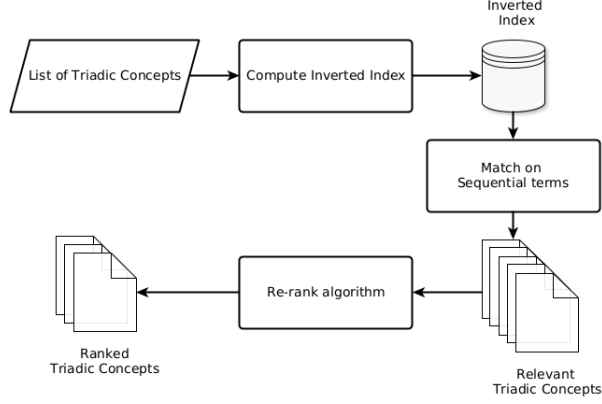 Inverted
Index
List of Triadic Concepts
Compute Inverted Index
Match on
Sequential terms
Re-rank algorithm
Ranked
Triadic Concepts
Relevant
Triadic Concepts